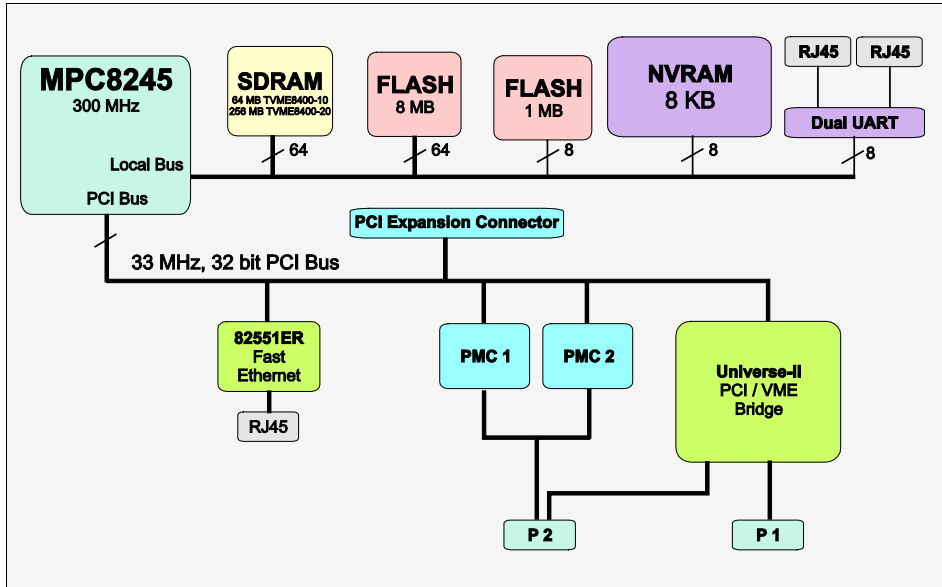 MPC8245
300 MHz
Local Bus
PCI Bus
SDRAM
64 MB TVME8400-10
256 MB TVME8400-20
64
FLASH
8 MB
64
FLASH
1 MB
8
NVRAM
8 KB
8
RJ45
RJ45
Dual UART
8
PCI Expansion Connector
33 MHz, 32 bit PCI Bus
82551ER
Fast
Ethernet
RJ45
PMC 1
PMC 2
Universe-II
PCI / VME
Bridge
P 2
P 1